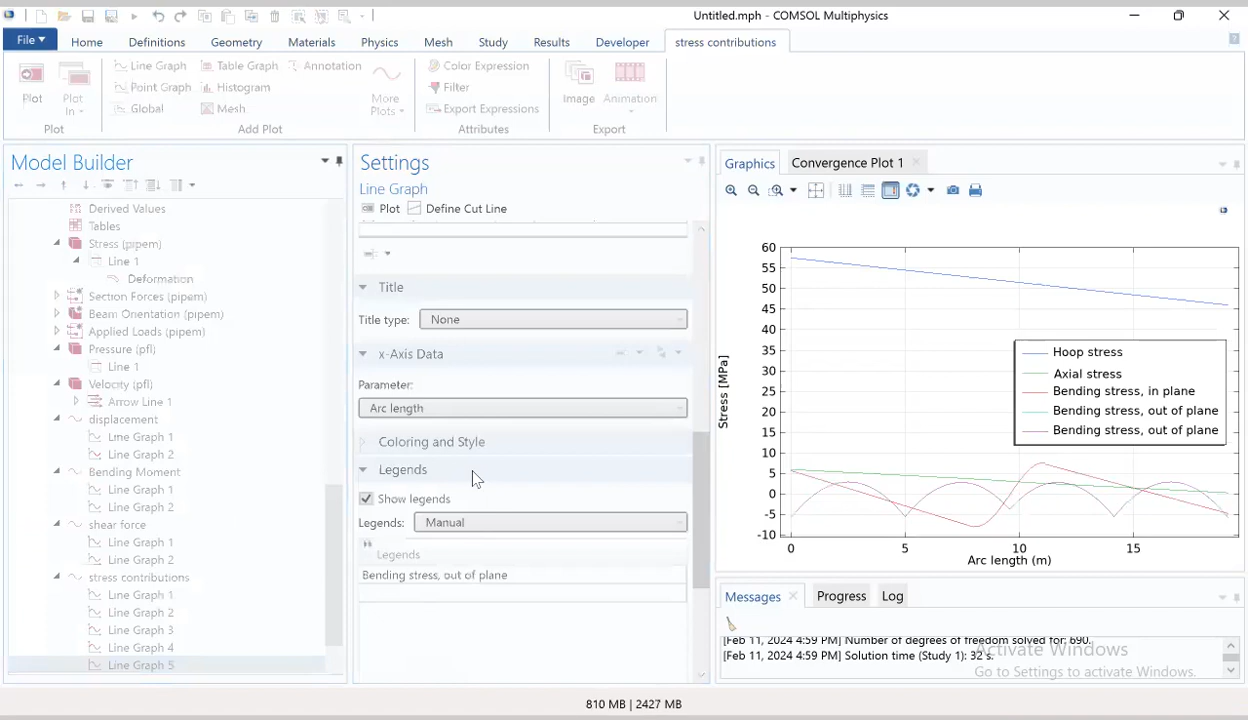 Untitled.mph - COMSOL Multiphysics
File
Home
Definitions
Geometry
Materials
Physics
Mesh
Study
Results
Developer
stress contributions
Plot
Plot In
Plot
Line Graph
Table Graph
Annotation
Point Graph
Histogram
Global
Mesh
More Plots
Add Plot
Color Expression
Filter
Export Expressions
Attributes
Image
Animation
Export
Model Builder
Derived Values
Tables
Stress (pipem)
Line 1
Deformation
Section Forces (pipem)
Beam Orientation (pipem)
Applied Loads (pipem)
Pressure (pfl)
Line 1
Velocity (pfl)
Arrow Line 1
displacement
Line Graph 1
Line Graph 2
Bending Moment
Line Graph 1
Line Graph 2
shear force
Line Graph 1
Line Graph 2
stress contributions
Line Graph 1
Line Graph 2
Line Graph 3
Line Graph 4
Line Graph 5
Settings
Line Graph
Plot
Define Cut Line
Title
Title type:
None
x-Axis Data
Parameter:
Arc length
Coloring and Style
Legends
Show legends
Legends:
Manual
Legends
Bending stress, out of plane
Graphics
Convergence Plot 1
60
55
50
45
40
35
30
25
20
15
10
5
0
-5
-10
Stress [MPa]
Hoop stress
Axial stress
Bending stress, in plane
Bending stress, out of plane
Bending stress, out of plane
0
5
10
15
Arc length (m)
Messages
Progress
Log
[Feb 11, 2024 4:59 PM] Number of degrees of freedom solved for: 690.
[Feb 11, 2024 4:59 PM] Solution time (Study 1): 32 s.
Activate Windows
Go to Settings to activate Windows.
810 MB | 2427 MB